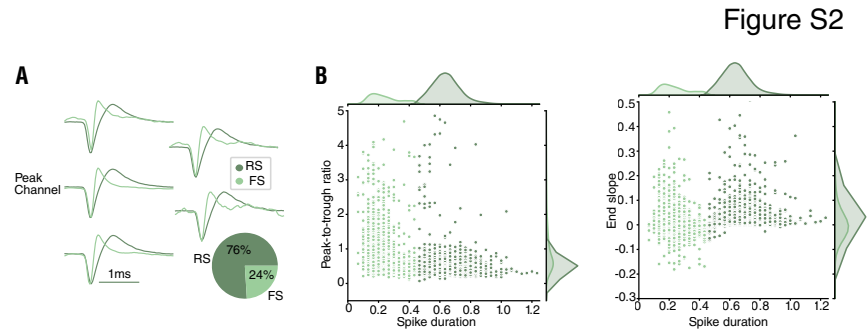 Figure S2
A
Peak
Channel
RS
FS
1ms
RS
76%
24%
FS
B
Peak-to-trough ratio
5
4
3
2
1
0
0
0.2
0.4
0.6
0.8
1.0
1.2
Spike duration
End slope
0.5
0.4
0.3
0.2
0.1
0
-0.1
-0.2
-0.3
0
0.2
0.4
0.6
0.8
1.0
1.2
Spike duration